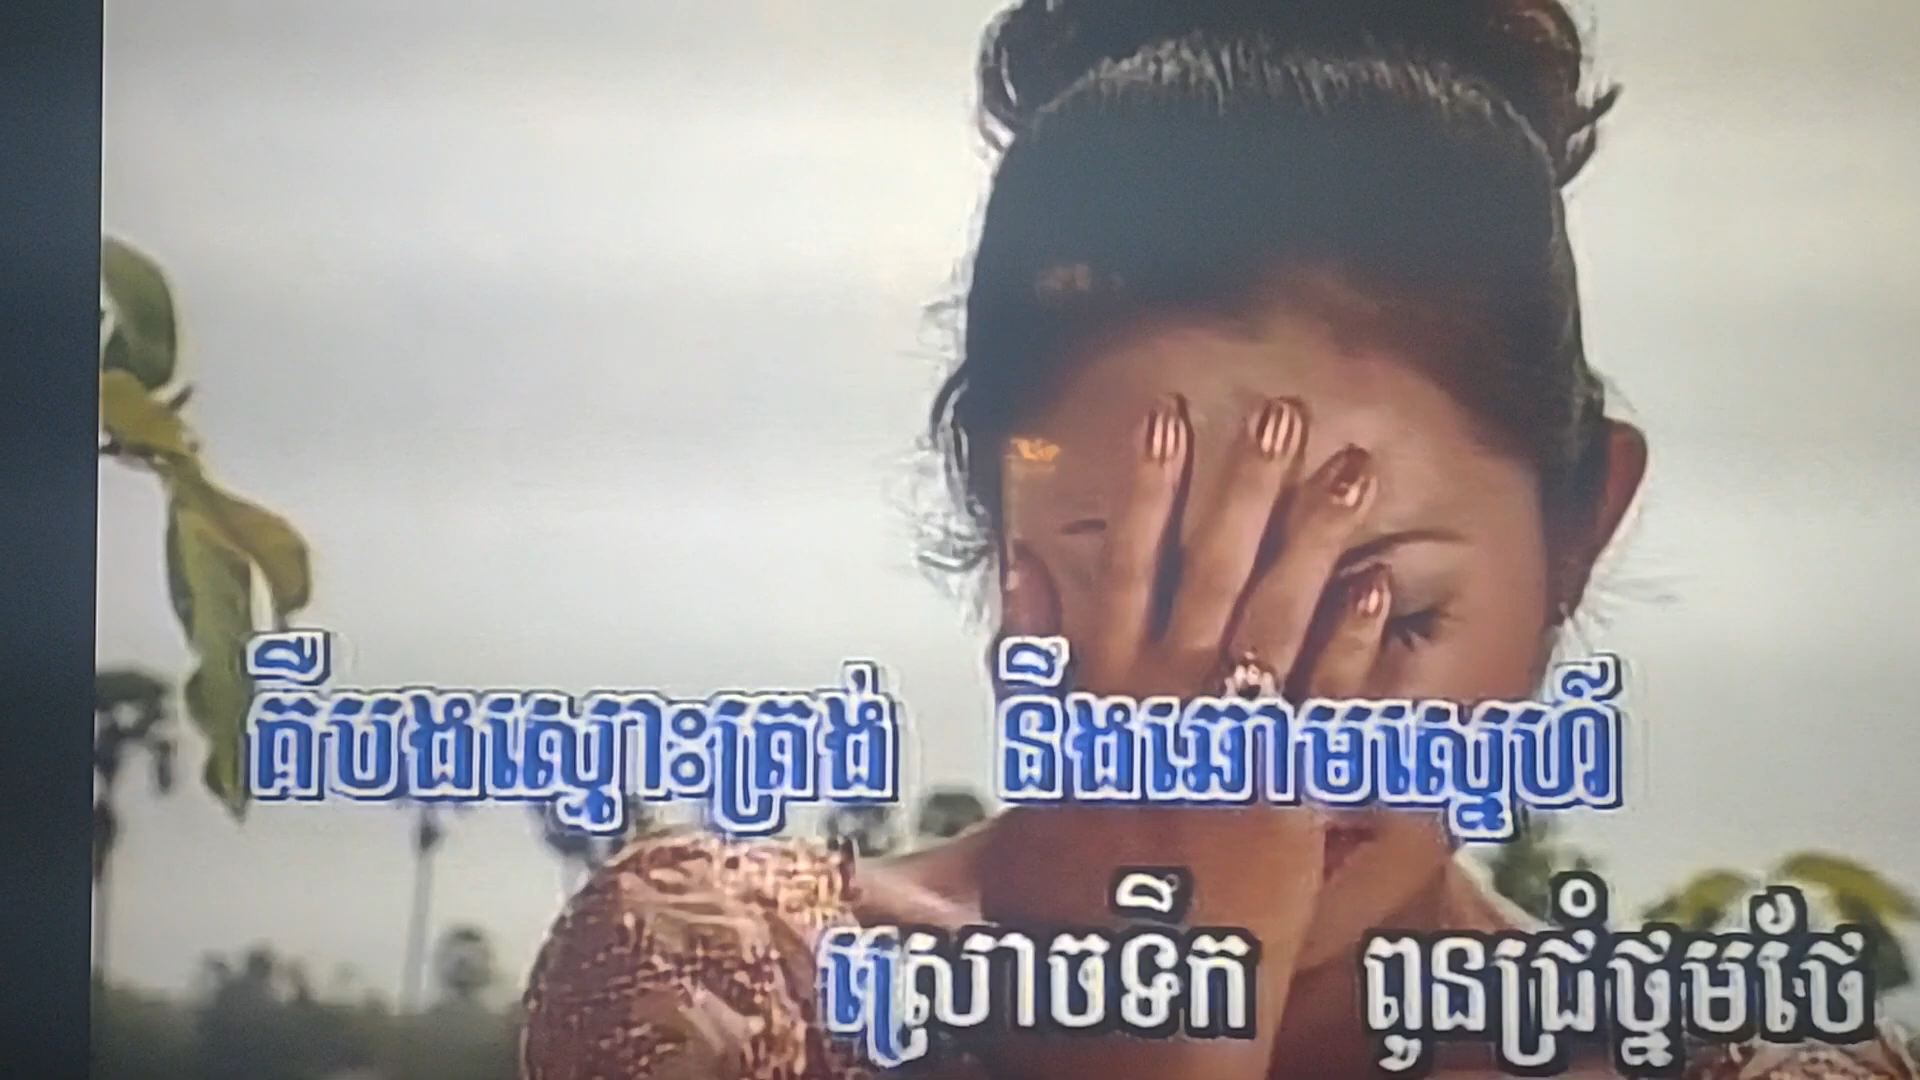 គឺបងស្មោះត្រង់ នឹងឆោមស្នេហ៍
ស្រោចទឹក ពូនជ្រំថ្នមថែ